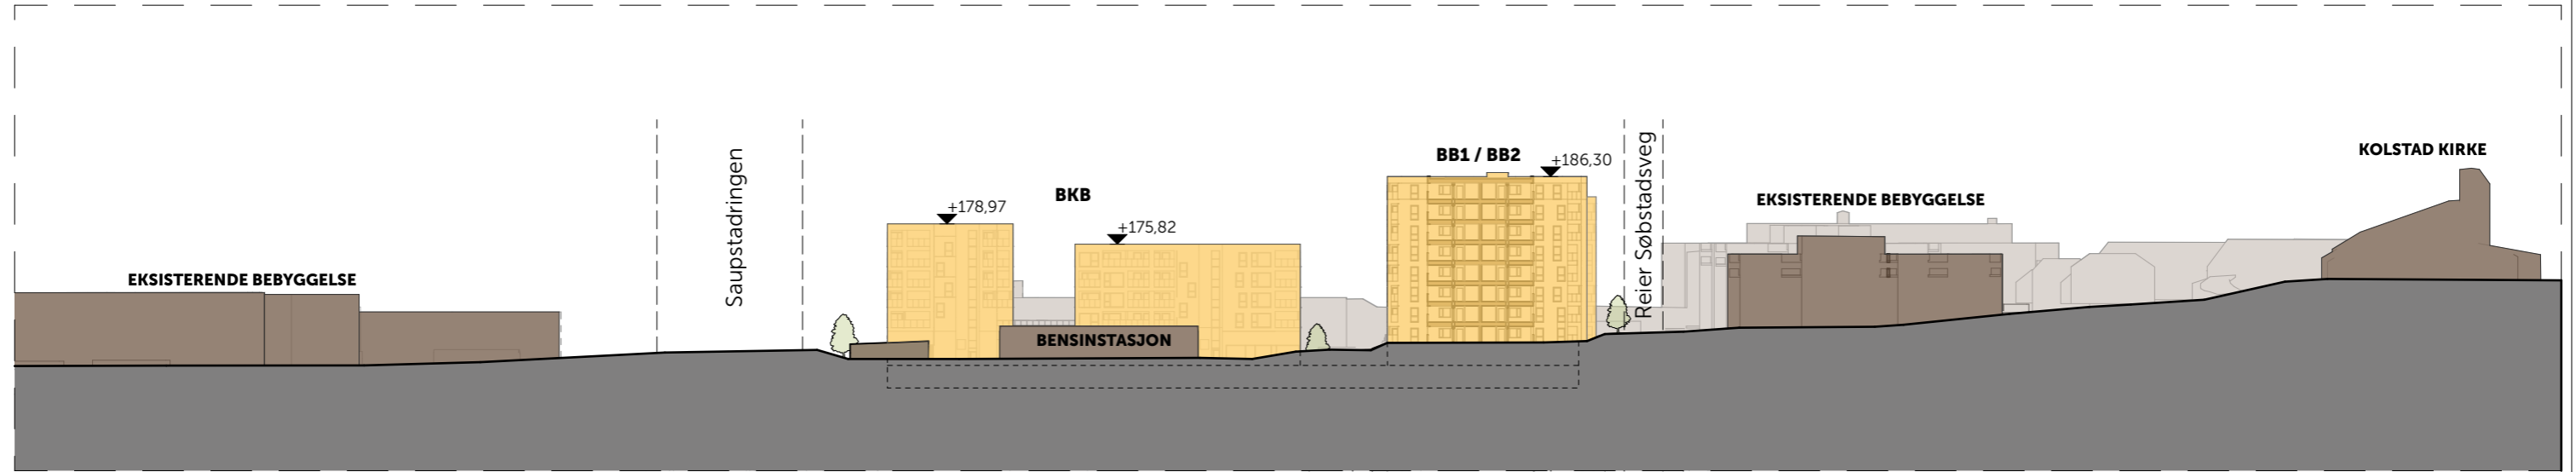 EKSISTERENDE BEBYGGELSE
Saupstadringen
+178,97
BKB
+175,82
BENSINSTASJON
BB1 / BB2
+186,30
Reier Søbstadsveg
EKSISTERENDE BEBYGGELSE
KOLSTAD KIRKE